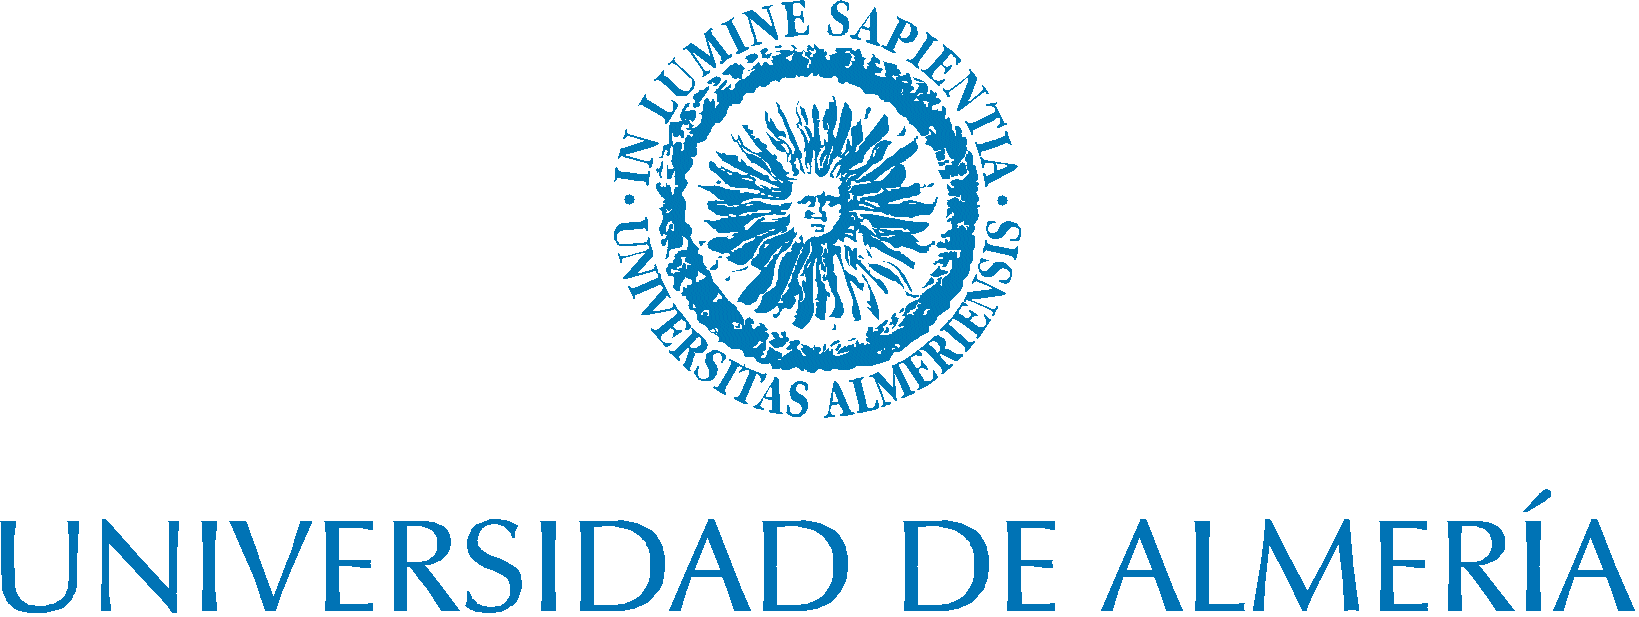 · IN LUMINE SAPIENTIA ·
UNIVERSITAS ALMERIENSIS
UNIVERSIDAD DE ALMERÍA